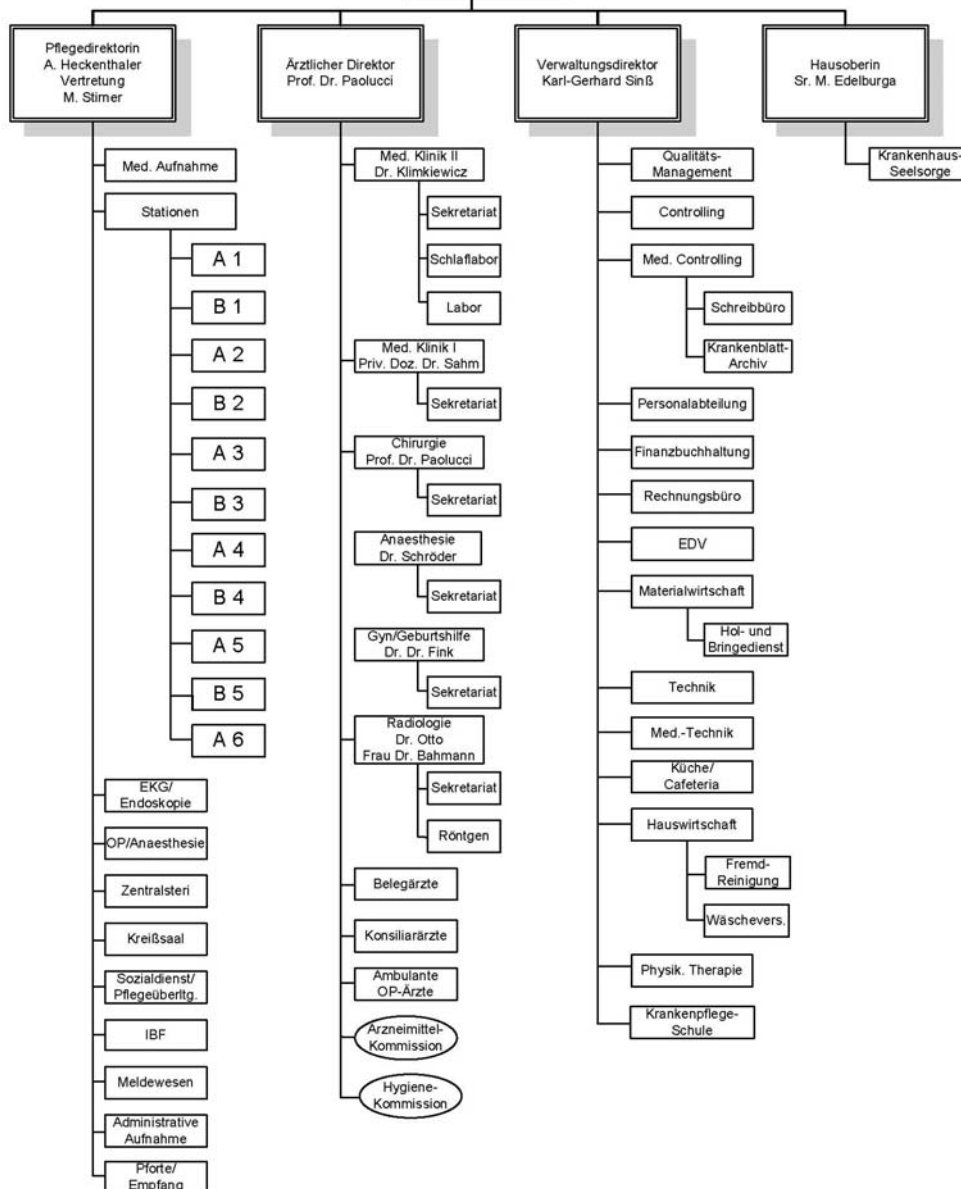 Pflegedirektorin
A. Heckenthaler
Vertretung
M. Stirner
Med. Aufnahme
Stationen
A 1
B 1
A 2
B 2
A 3
B 3
A 4
B 4
A 5
B 5
A 6
EKG/
Endoskopie
OP/Anaesthesie
Zentralsteri
Kreißsaal
Sozialdienst/
Pflegeüberltg.
IBF
Meldewesen
Administrative
Aufnahme
Pforte/
Empfang
Ärztlicher Direktor
Prof. Dr. Paolucci
Med. Klinik II
Dr. Klimkiewicz
Sekretariat
Schlaflabor
Labor
Med. Klinik I
Priv. Doz. Dr. Sahm
Sekretariat
Chirurgie
Prof. Dr. Paolucci
Sekretariat
Anaesthesie
Dr. Schröder
Sekretariat
Gyn/Geburtshilfe
Dr. Dr. Fink
Sekretariat
Radiologie
Dr. Otto
Frau Dr. Bahmann
Sekretariat
Röntgen
Belegärzte
Konsiliarärzte
Ambulante
OP-Ärzte
Arzneimittel-
Kommission
Hygiene-
Kommission
Verwaltungsdirektor
Karl-Gerhard Sinß
Qualitäts-
Management
Controlling
Med. Controlling
Schreibbüro
Krankenblatt-
Archiv
Personalabteilung
Finanzbuchhaltung
Rechnungsbüro
EDV
Materialwirtschaft
Hol- und
Bringedienst
Technik
Med.-Technik
Küche/
Cafeteria
Hauswirtschaft
Fremd-
Reinigung
Wäschevers.
Physik. Therapie
Krankenpflege-
Schule
Hausoberin
Sr. M. Edelburga
Krankenhaus-
Seelsorge